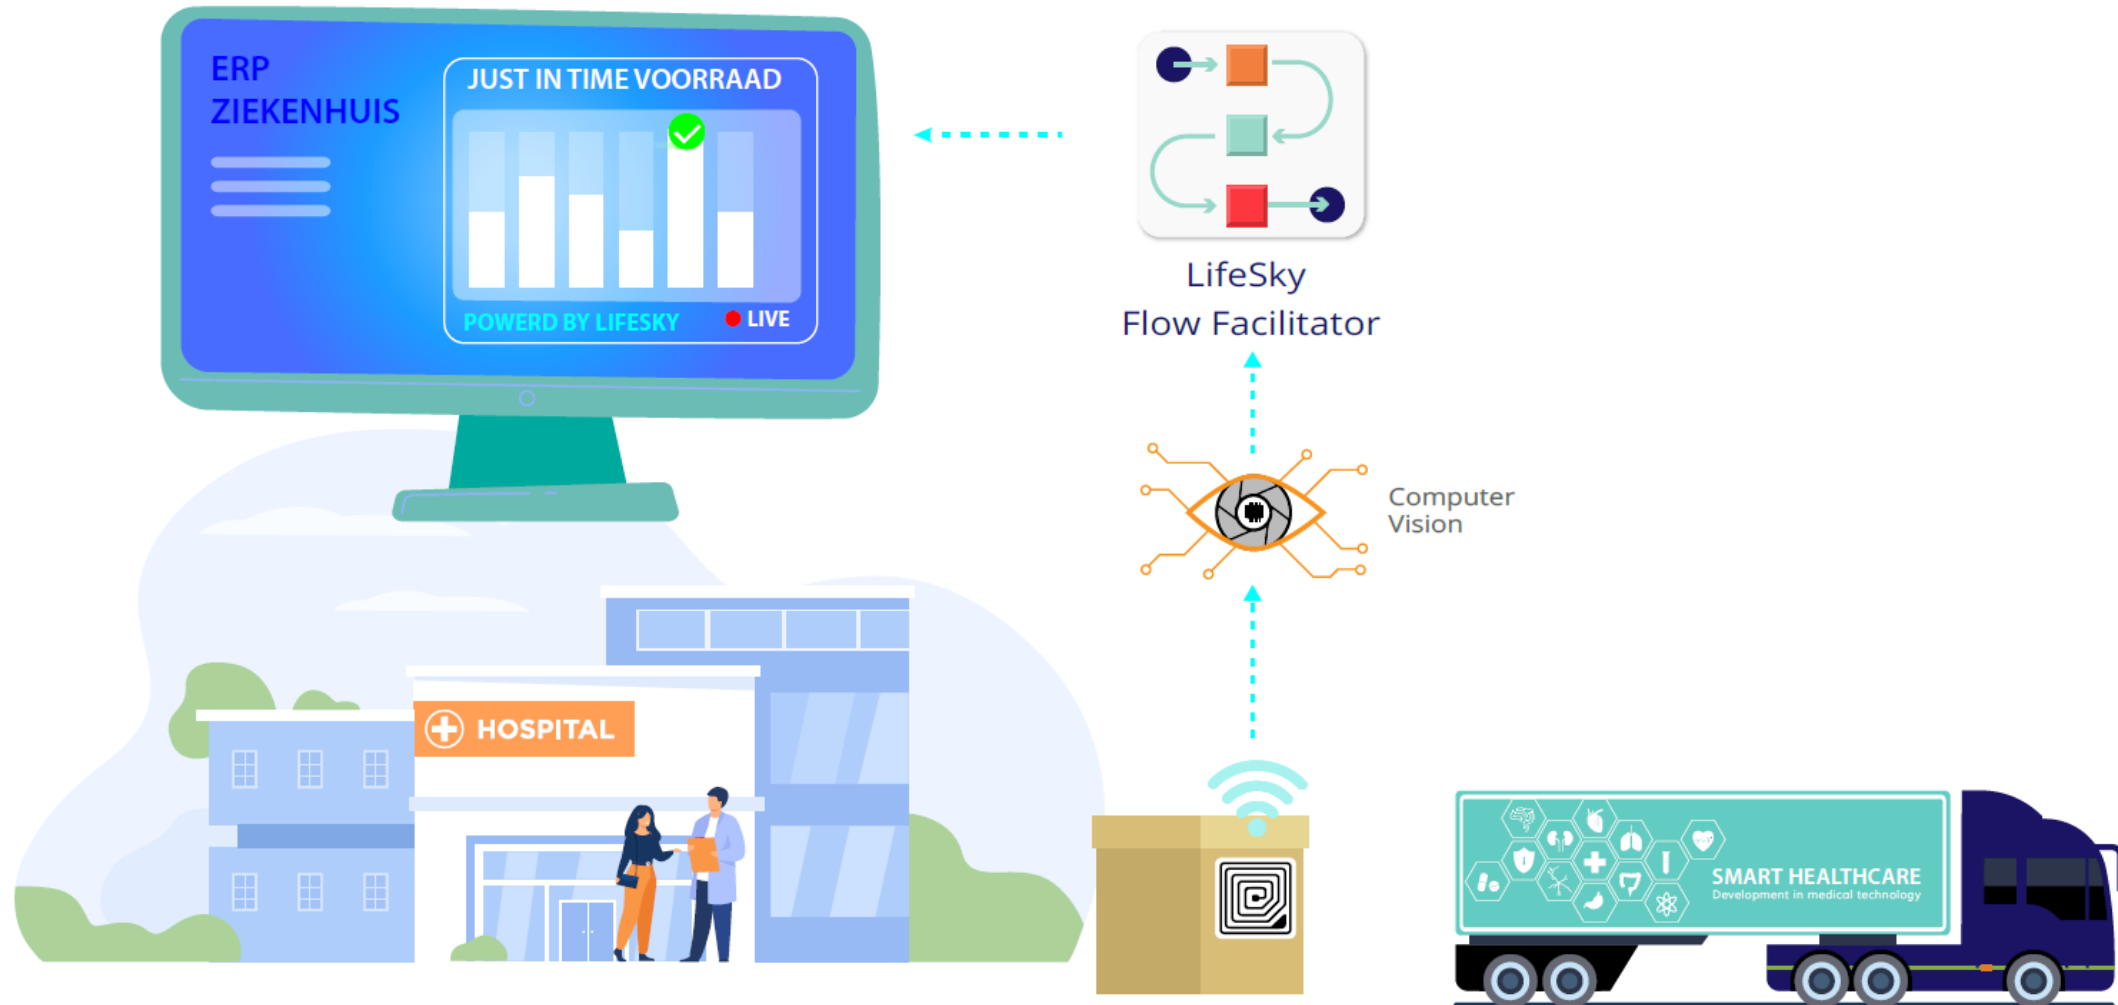 ERP
ZIEKENHUIS
JUST IN TIME VOORRAAD
POWERD BY LIFESKY
LIVE
LifeSky
Flow Facilitator
Computer
Vision
HOSPITAL
SMART HEALTHCARE
Development in medical technology